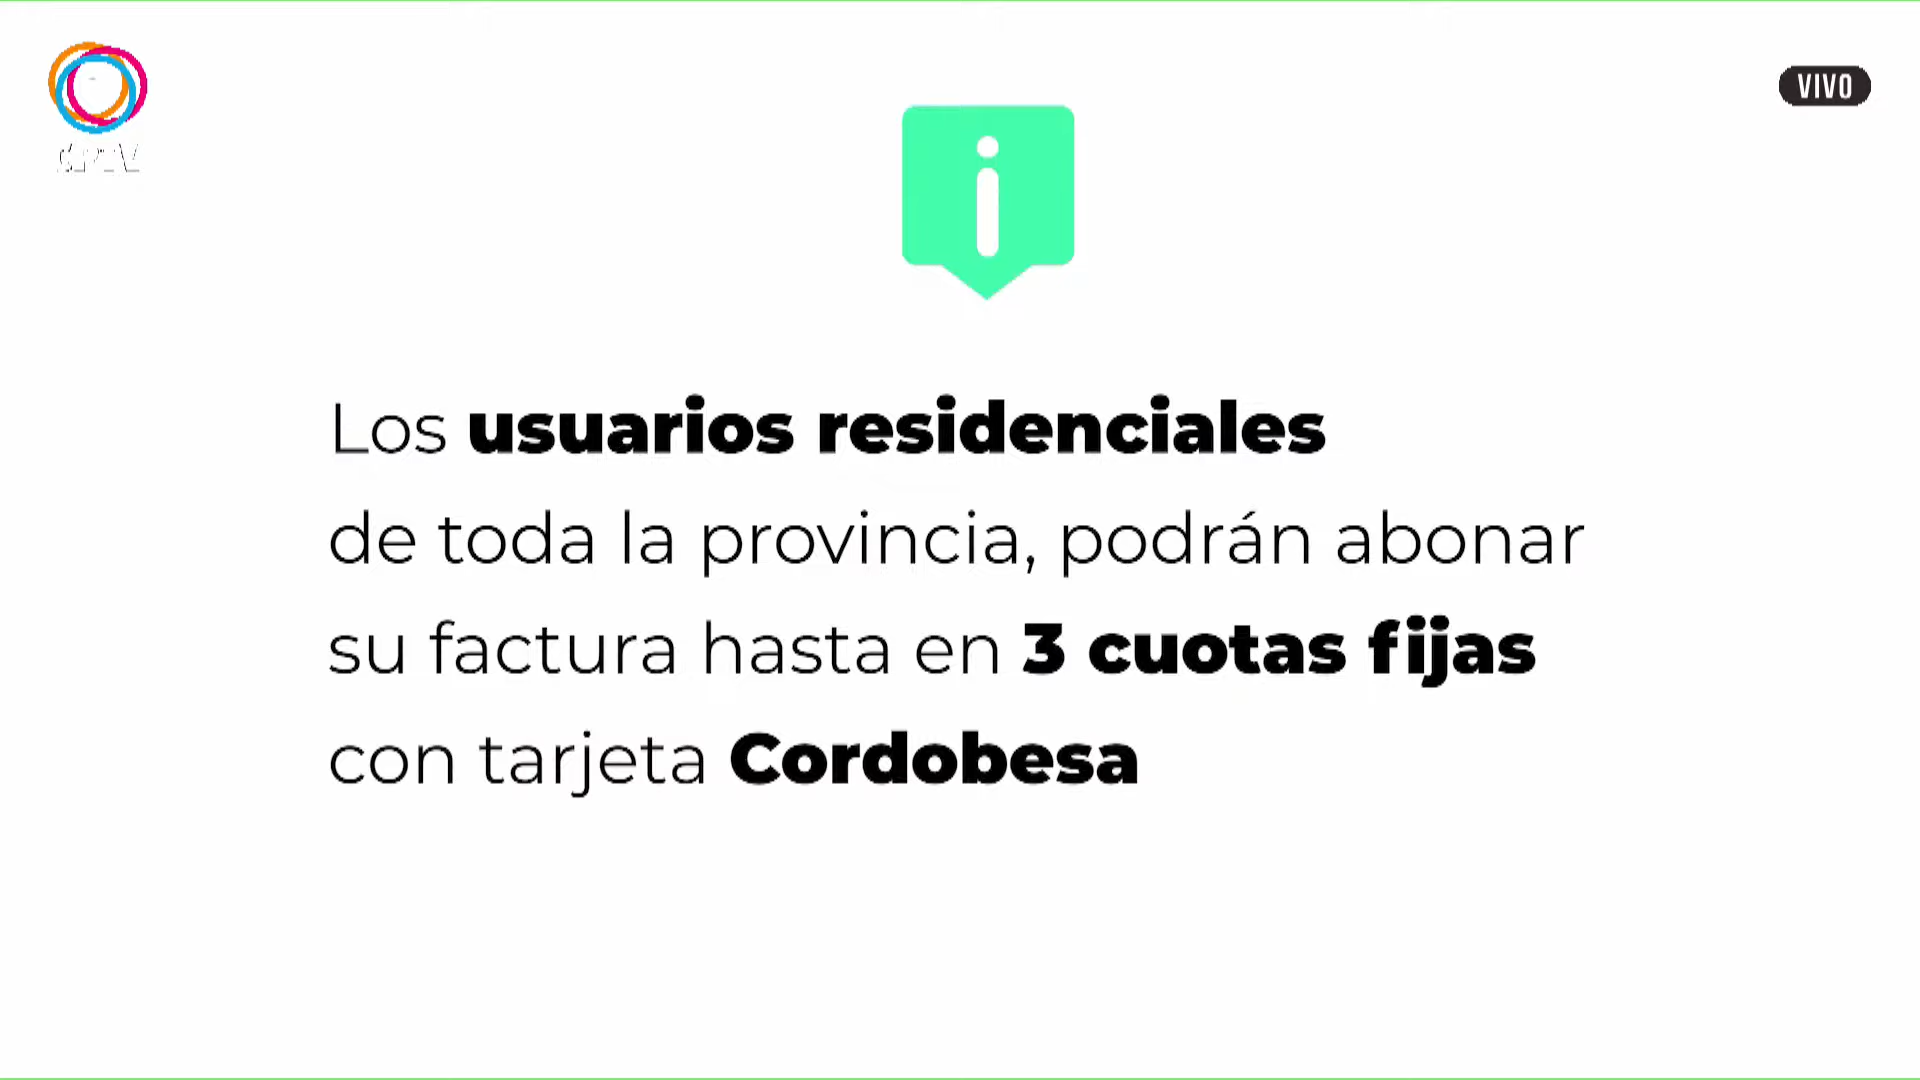 VIVO
Los usuarios residenciales
de toda la provincia, podrán abonar
su factura hasta en 3 cuotas fijas
con tarjeta Cordobesa